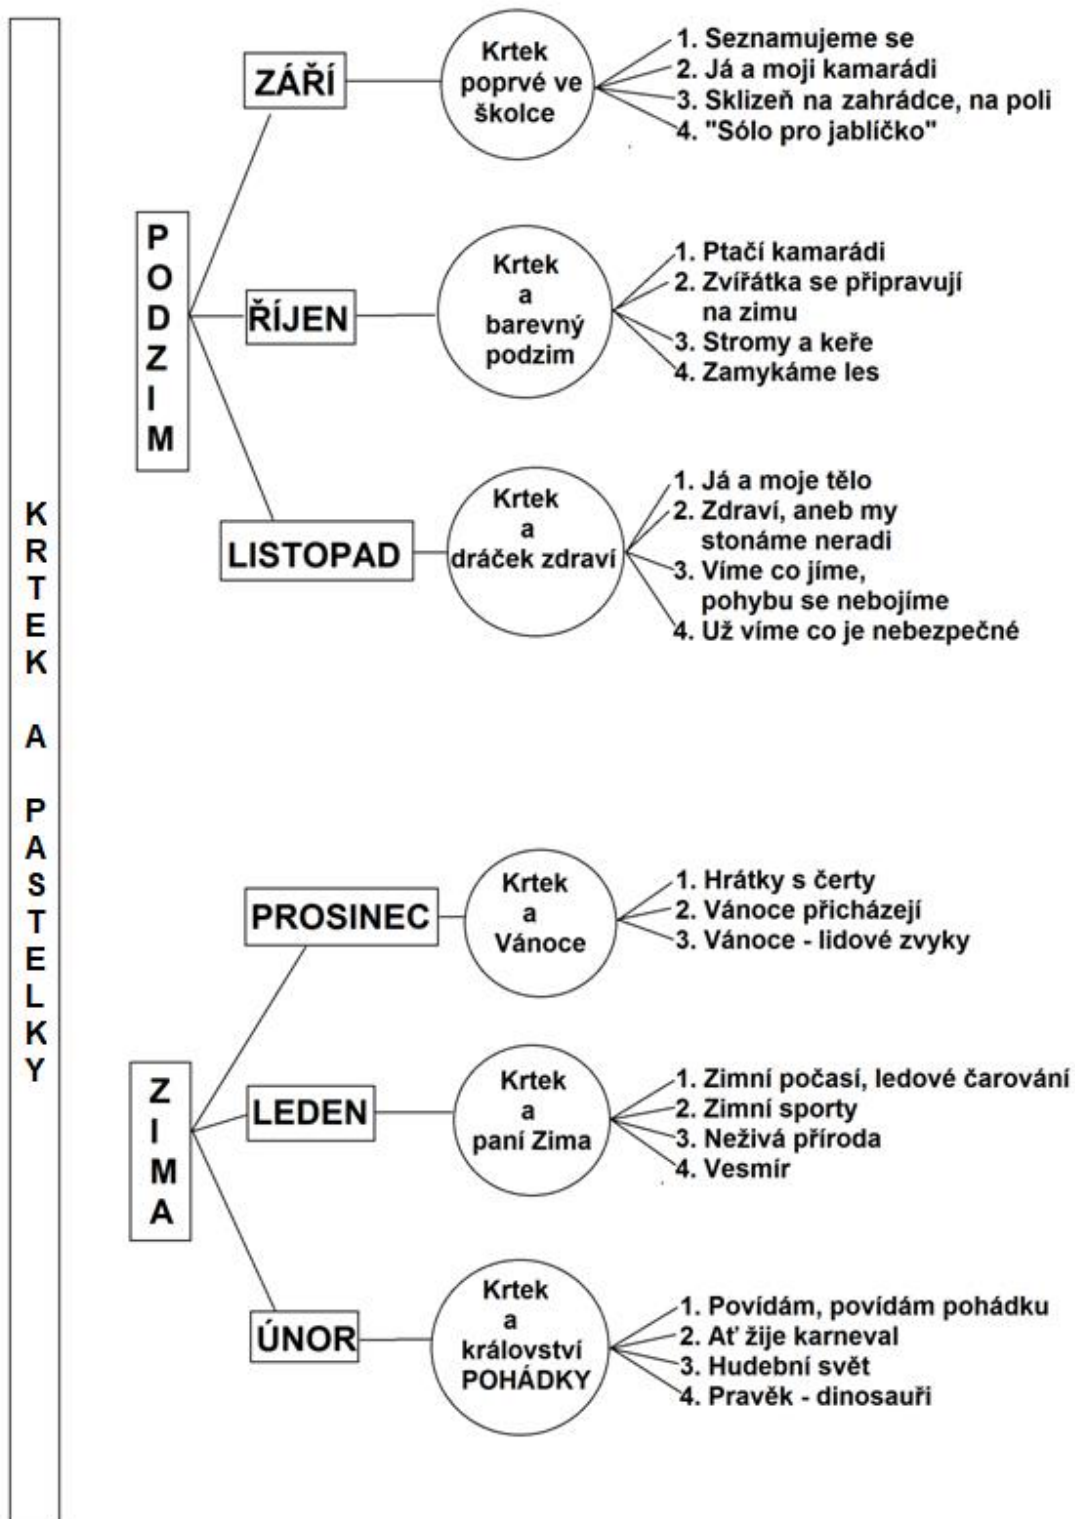 KRTEK A PASTELKY
PODZIM
ZÁŘÍ
Krtek
poprvé ve
školce
1. Seznamujeme se
2. Já a moji kamarádi
3. Sklizeň na zahrádce, na poli
4. "Sólo pro jablíčko"
ŘÍJEN
Krtek
a
barevný
podzim
1. Ptačí kamarádi
2. Zvířátka se připravují
na zimu
3. Stromy a keře
4. Zamykáme les
LISTOPAD
Krtek
a
dráček zdraví
1. Já a moje tělo
2. Zdraví, aneb my
stonáme neradi
3. Víme co jíme,
pohybu se nebojíme
4. Už víme co je nebezpečné
ZIMA
PROSINEC
Krtek
a
Vánoce
1. Hrátky s čerty
2. Vánoce přicházejí
3. Vánoce - lidové zvyky
LEDEN
Krtek
a
paní Zima
1. Zimní počasí, ledové čarování
2. Zimní sporty
3. Neživá příroda
4. Vesmír
ÚNOR
Krtek
a
království
POHÁDKY
1. Povídám, povídám pohádku
2. Ať žije karneval
3. Hudební svět
4. Pravěk - dinosauři